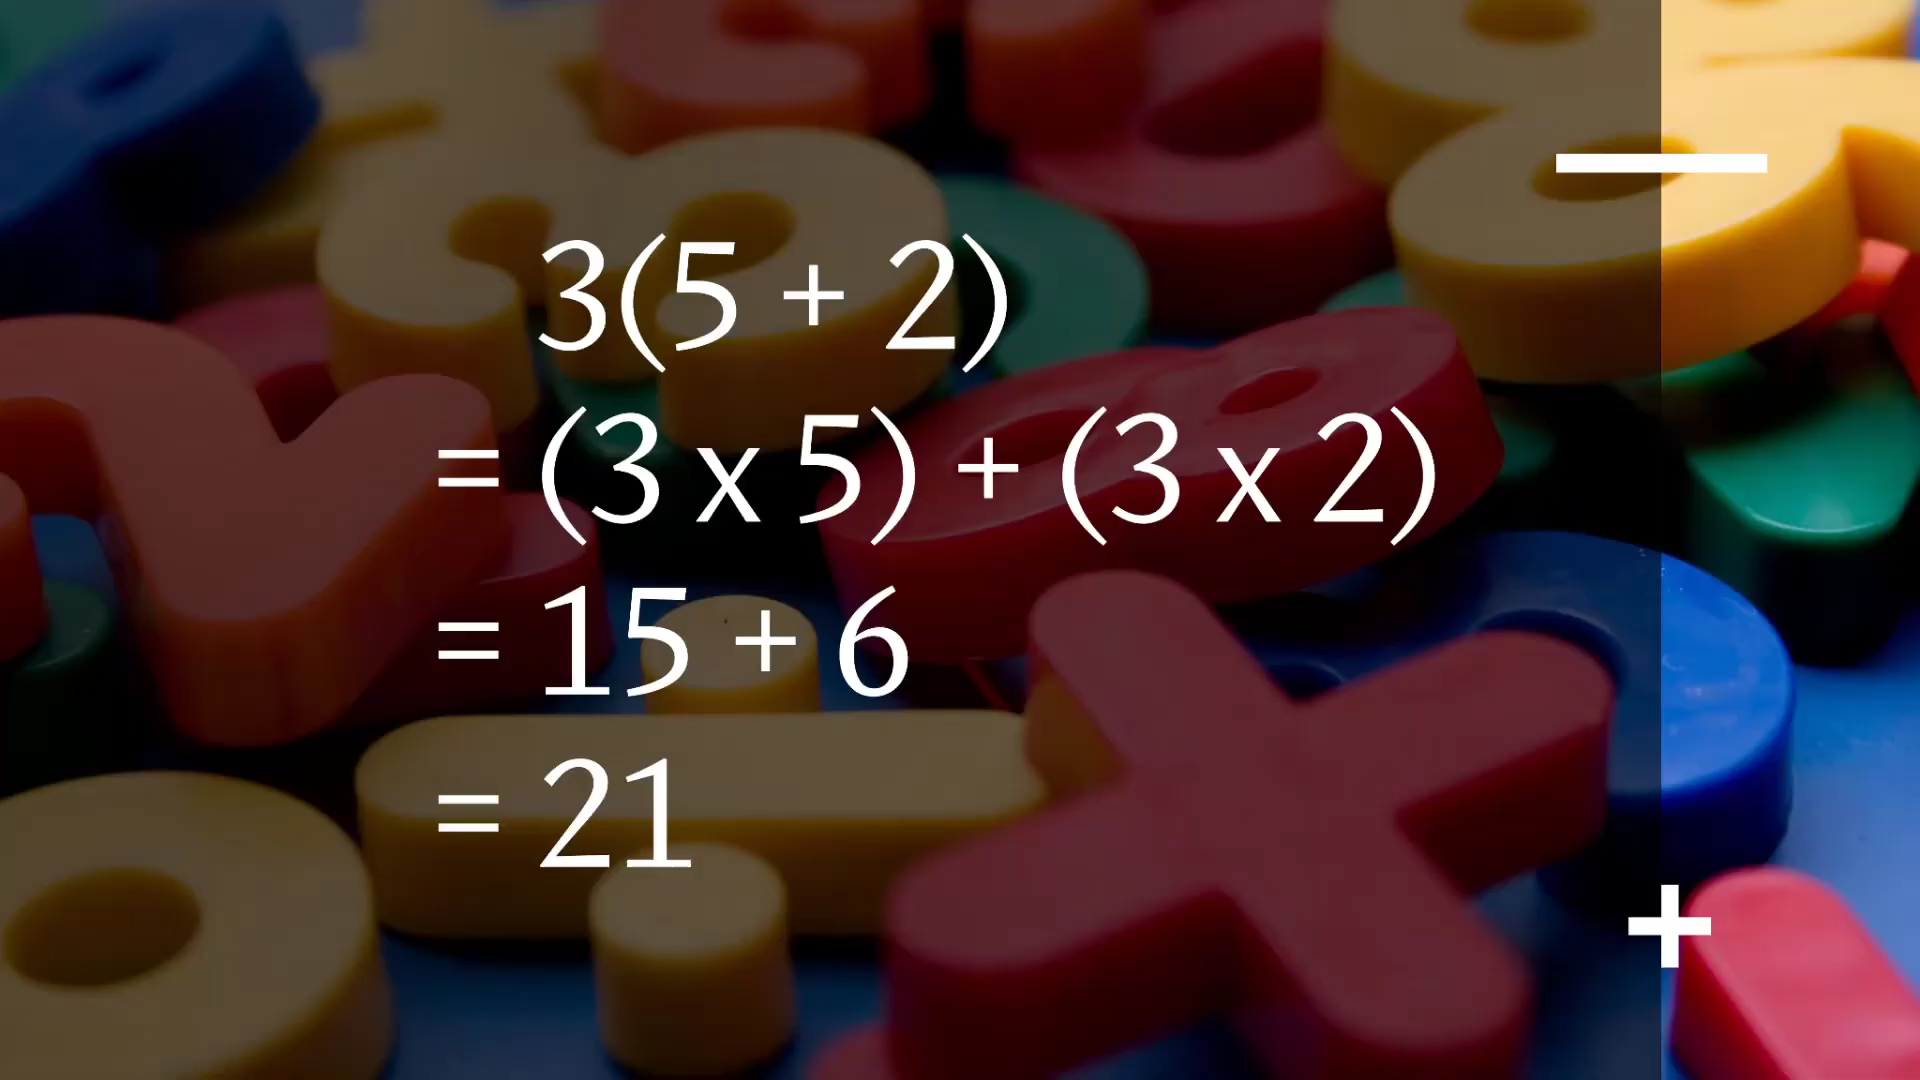 3(5 + 2)
= (3 x 5) + (3 x 2)
= 15 + 6
= 21